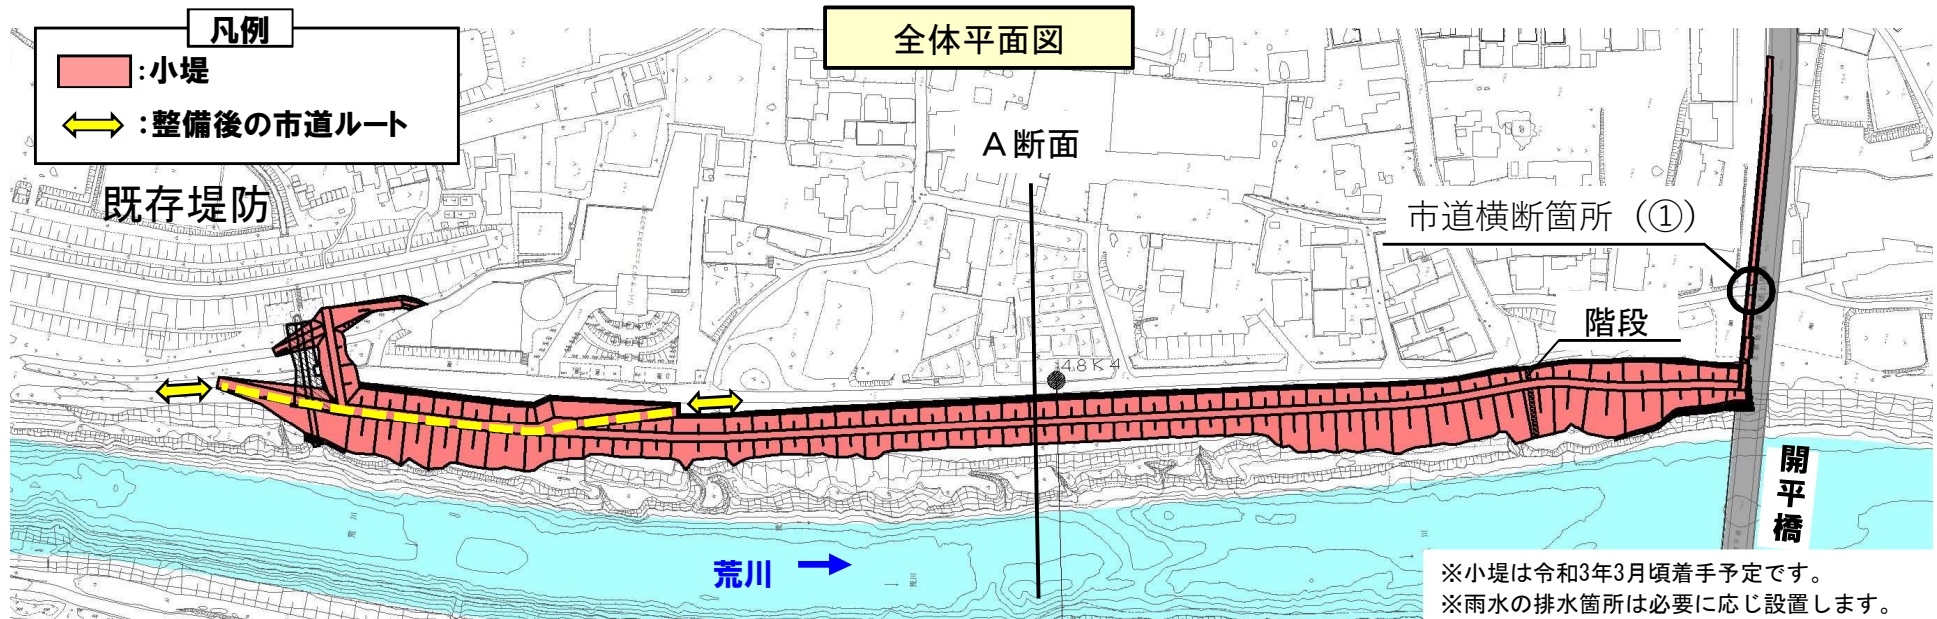 凡例
:小堤
:整備後の市道ルート
全体平面図
既存堤防
A断面
市道横断箇所（①）
階段
48K4
開平橋
荒川
※小堤は令和3年3月頃着手予定です。
※雨水の排水箇所は必要に応じ設置します。